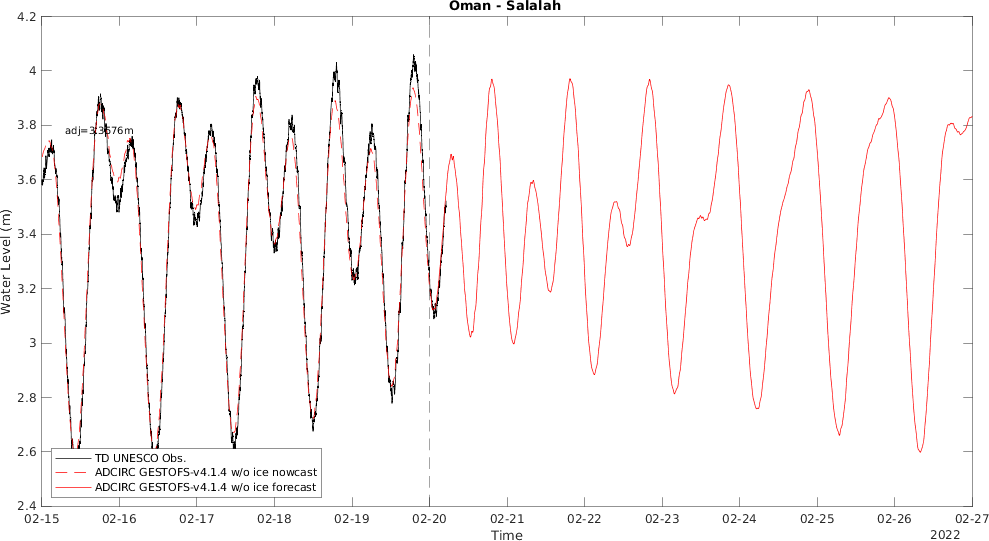 Oman - Salalah
4.2
4
3.8
3.6
3.4
3.2
3
2.8
2.6
2.4
Water Level (m)
adj=3.3676m
TD UNESCO Obs.
ADCIRC GESTOFS-v4.1.4 w/o ice nowcast
ADCIRC GESTOFS-v4.1.4 w/o ice forecast
02-15 02-16 02-17 02-18 02-19 02-20 02-21 02-22 02-23 02-24 02-25 02-26 02-27
Time
2022